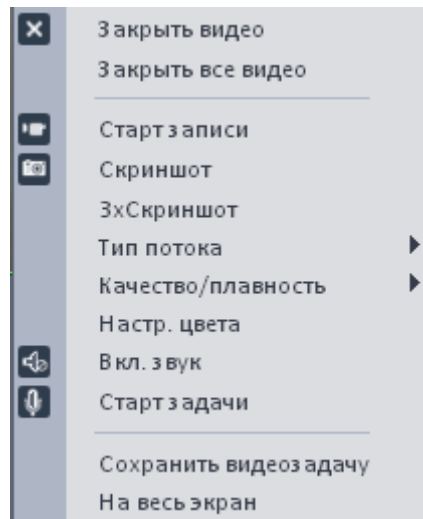 Закрыть видео
Закрыть все видео
Старт записи
Скриншот
3хСкриншот
Тип потока
Качество/плавность
Настр. цвета
Вкл. звук
Старт задачи
Сохранить видеозадачу
На весь экран